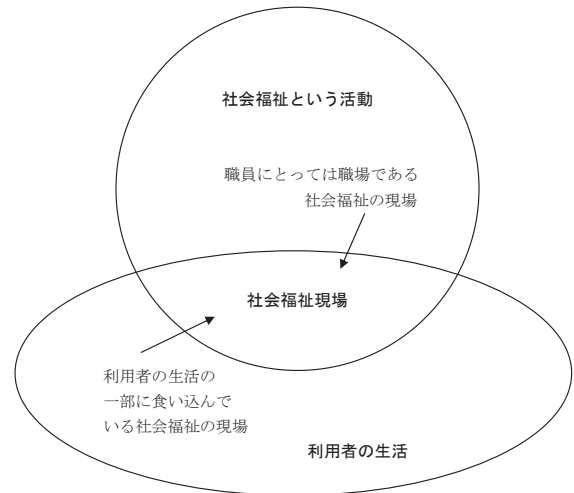 社会福祉という活動
職員にとっては職場である
社会福祉の現場
社会福祉現場
利用者の生活の
一部に食い込んで
いる社会福祉の現場
利用者の生活